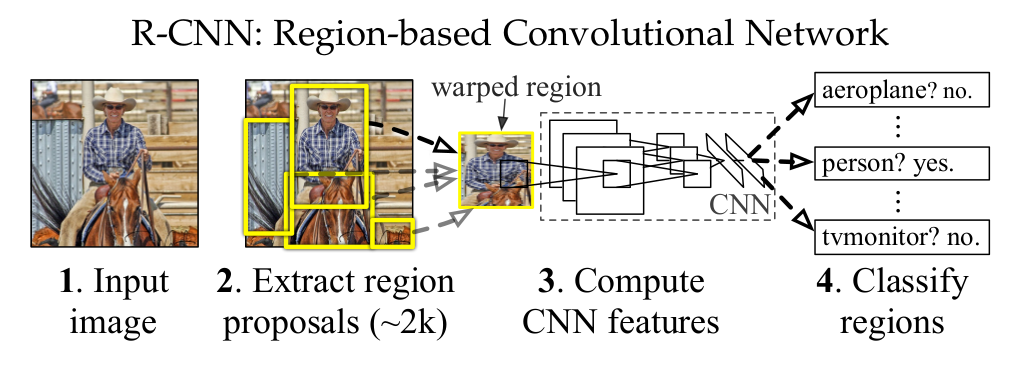 R-CNN: Region-based Convolutional Network
warped region
aeroplane? no.
person? yes.
tvmonitor? no.
CNN
1. Input
image
2. Extract region
proposals (~2k)
3. Compute
CNN features
4. Classify
regions